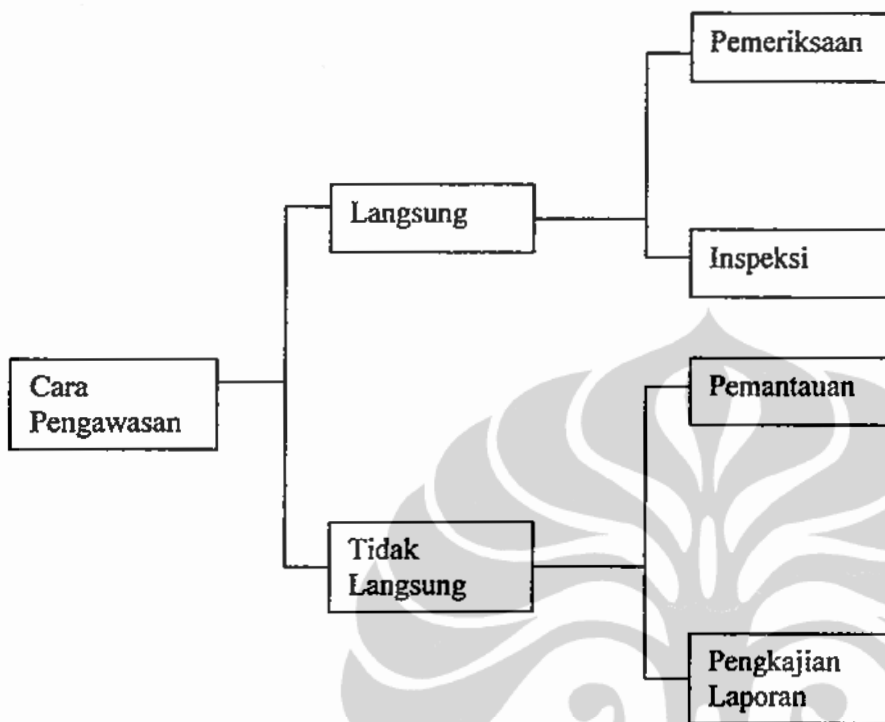 Pemeriksaan
Langsung
Inspeksi
Cara
Pengawasan
Pemantauan
Tidak
Langsung
Pengkajian
Laporan